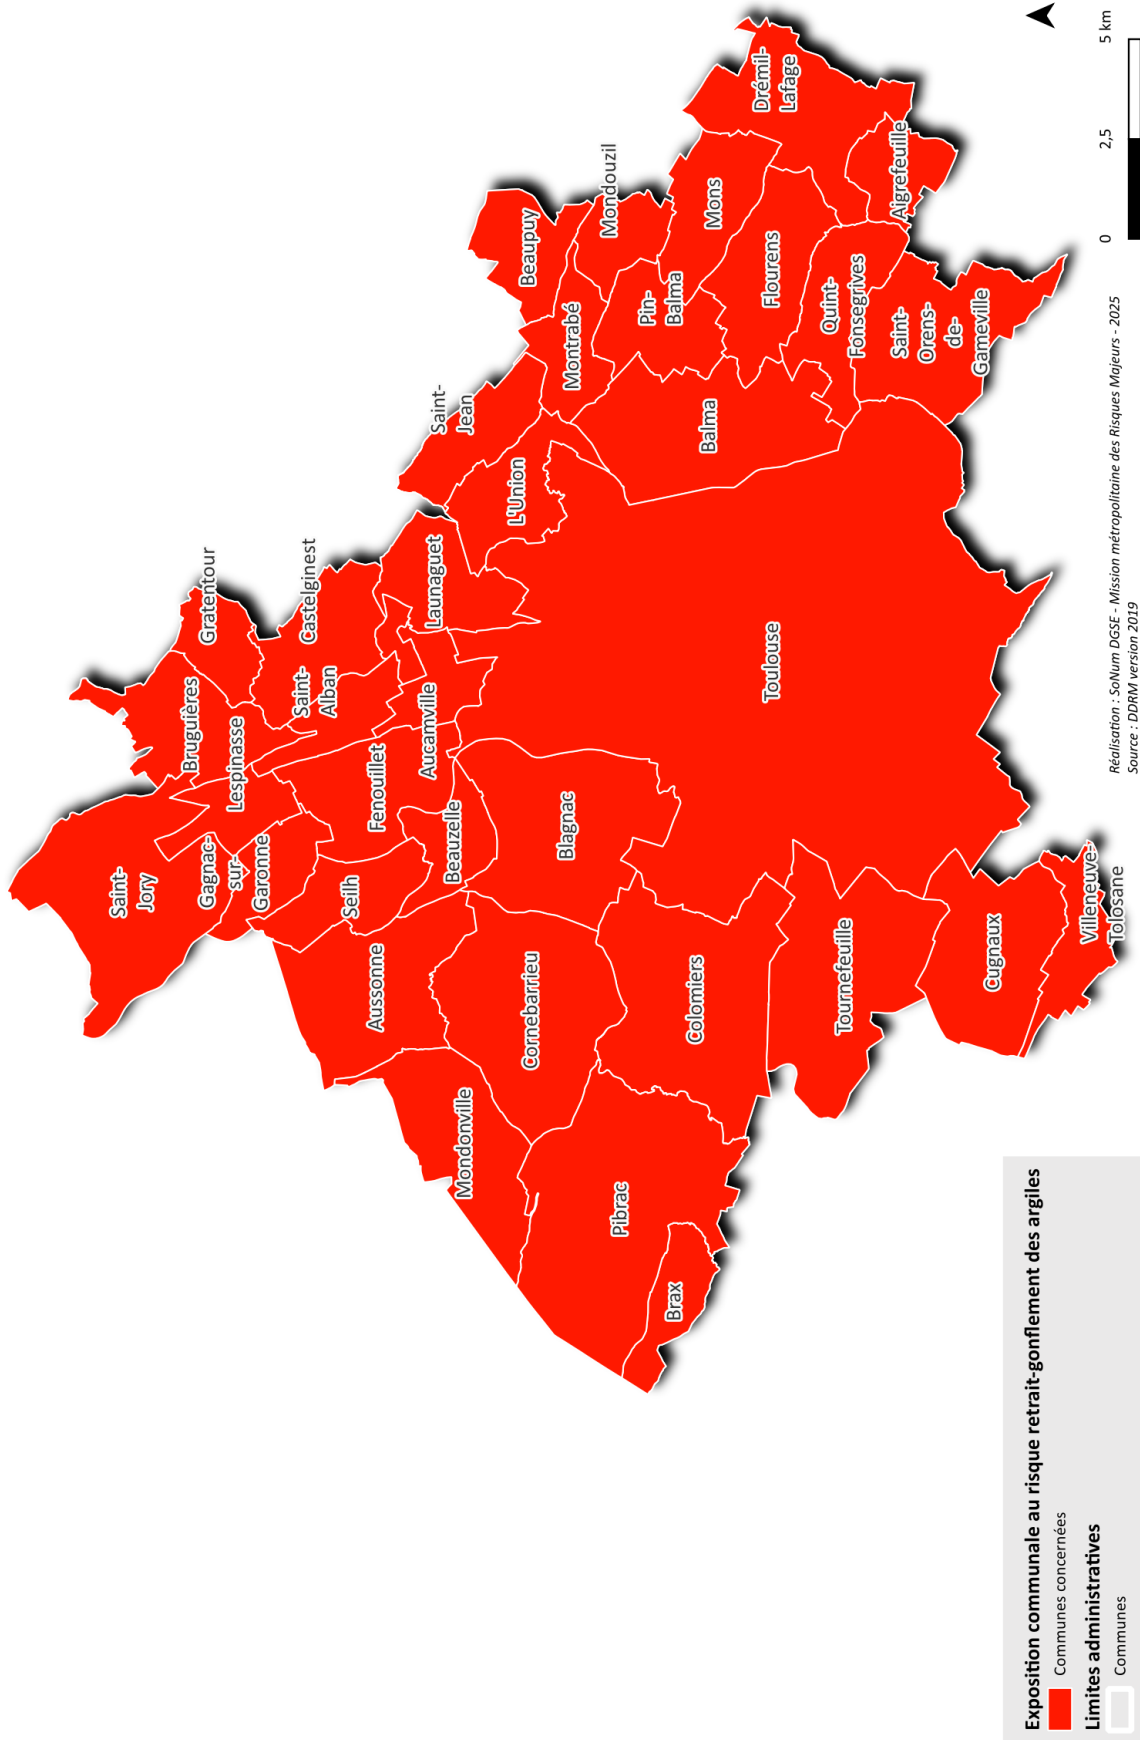 Saint-
Jory
Bruguières
Gratentour
Lespinasse
Gagnac-
sur-
Garonne
Saint-
Alban
Castelginest
Fenouillet
Seilh
Aucamville
Launaguet
Saint-
Jean
Aussonne
Beauzelle
L'Union
Beaupuy
Mondonville
Cornebarrieu
Blagnac
Montrabé
Mondouzil
Pin-
Balma
Mons
Drémil-
Lafage
Pibrac
Brax
Colomiers
Toulouse
Balma
Flourens
Quint-
Fonsegrives
Aigrefeuille
Saint-
Orens-
de-
Gameville
Tournefeuille
Cugnaux
Villeneuve-
Tolosane
Exposition communale au risque retrait-gonflement des argiles
Communes concernées
Limites administratives
Communes
Réalisation : SoNum DGSE - Mission métropolitaine des Risques Majeurs - 2025
Source : DDRM version 2019
0 2,5 5 km